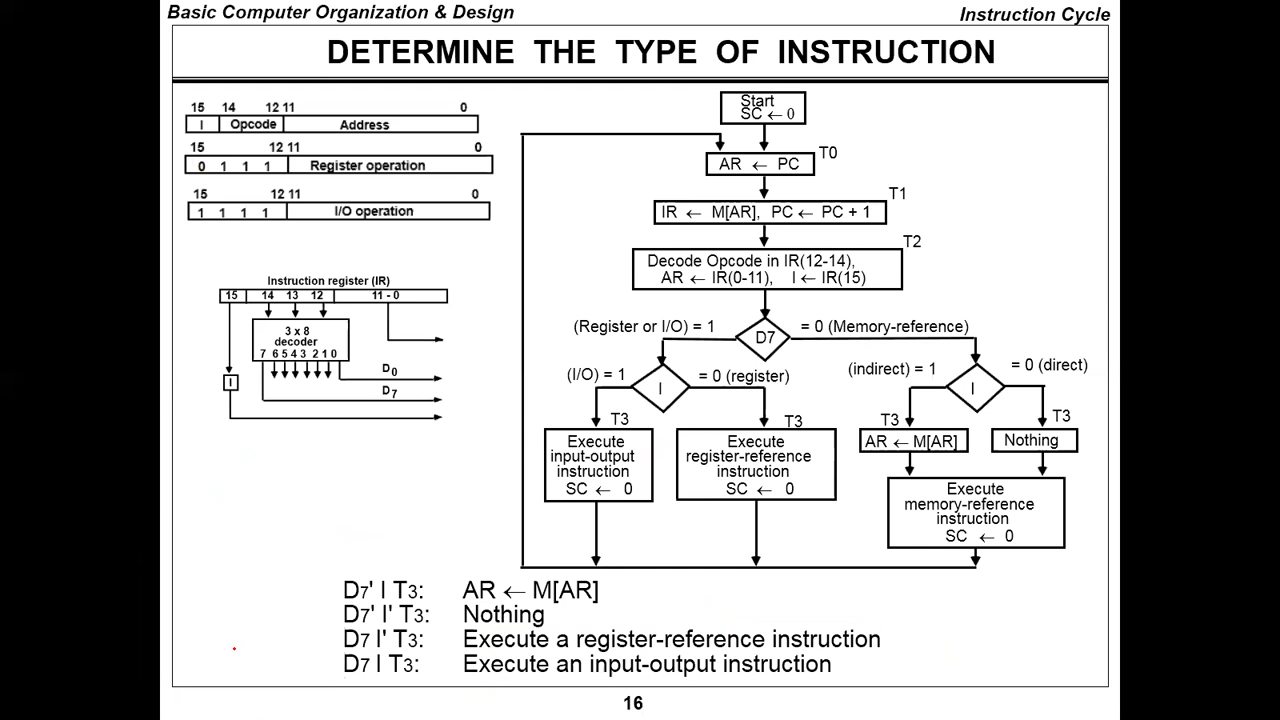 Basic Computer Organization & Design
Instruction Cycle
DETERMINE THE TYPE OF INSTRUCTION
15 14 12 11 0
I Opcode Address
15 12 11 0
0 1 1 1 Register operation
15 12 11 0
1 1 1 1 I/O operation
Instruction register (IR)
15 14 13 12 11 - 0
3 x 8
decoder
7 6 5 4 3 2 1 0
I
D0
D7
Start
SC ← 0
AR ← PC
T0
IR ← M[AR], PC ← PC + 1
T1
Decode Opcode in IR(12-14),
AR ← IR(0-11), I ← IR(15)
T2
(Register or I/O) = 1
D7
= 0 (Memory-reference)
(I/O) = 1
I
= 0 (register)
(indirect) = 1
I
= 0 (direct)
T3
Execute
input-output
instruction
SC ← 0
T3
Execute
register-reference
instruction
SC ← 0
T3
AR ← M[AR]
T3
Nothing
Execute
memory-reference
instruction
SC ← 0
D7' I T3: AR ← M[AR]
D7' I' T3: Nothing
D7 I' T3: Execute a register-reference instruction
D7 I T3: Execute an input-output instruction
16